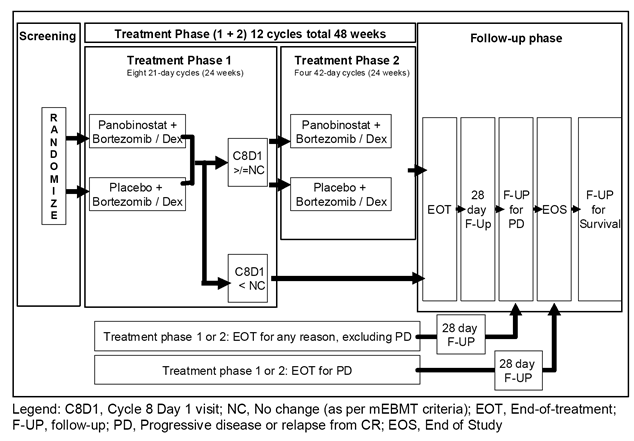 Screening
Treatment Phase (1 + 2) 12 cycles total 48 weeks
Follow-up phase
Treatment Phase 1
Eight 21-day cycles (24 weeks)
Treatment Phase 2
Four 42-day cycles (24 weeks)
RANDOMIZE
Panobinostat +
Bortezomib / Dex
Placebo +
Bortezomib / Dex
C8D1
>/=NC
C8D1
< NC
Panobinostat +
Bortezomib / Dex
Placebo +
Bortezomib / Dex
EOT
28
day
F-Up
F-UP
for
PD
EOS
F-UP
for
Survival
Treatment phase 1 or 2: EOT for any reason, excluding PD
28 day
F-UP
Treatment phase 1 or 2: EOT for PD
28 day
F-UP
Legend: C8D1, Cycle 8 Day 1 visit; NC, No change (as per mEBMT criteria); EOT, End-of-treatment;
F-UP, follow-up; PD, Progressive disease or relapse from CR; EOS, End of Study